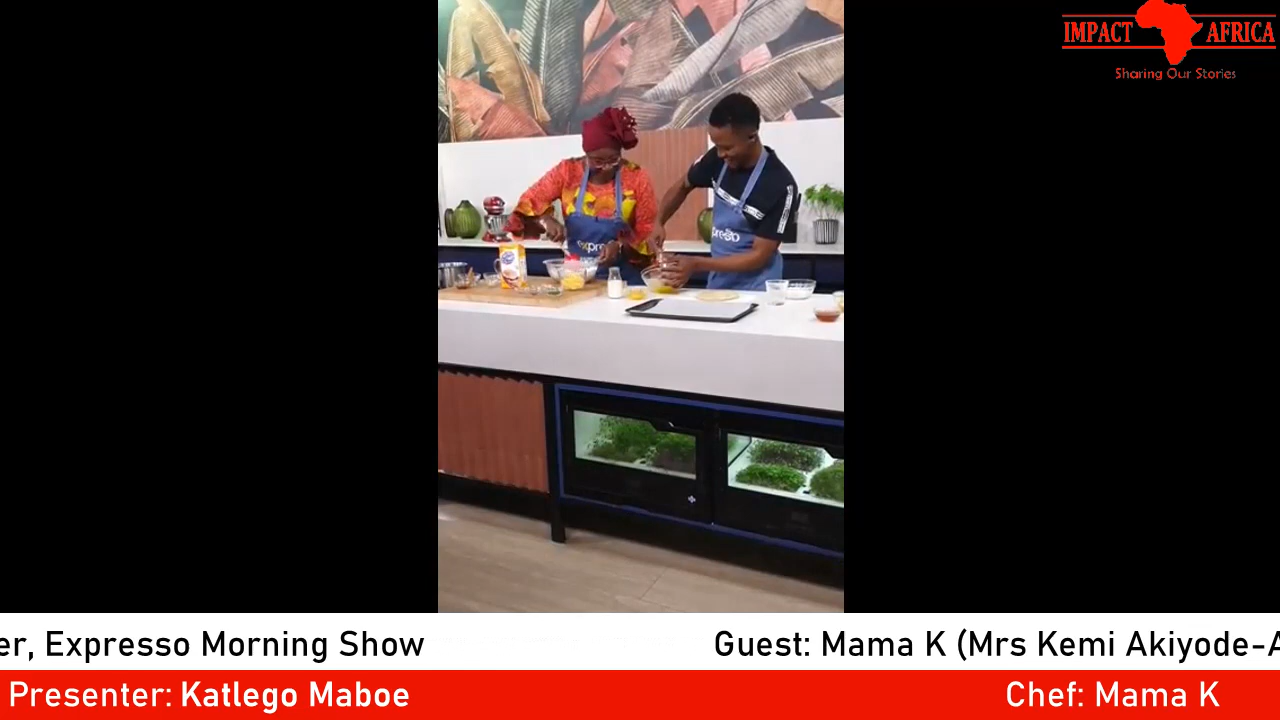 IMPACT AFRICA
Sharing Our Stories
expresso
er, Expresso Morning Show
Guest: Mama K (Mrs Kemi Akiyode-A
Presenter: Katlego Maboe
Chef: Mama K